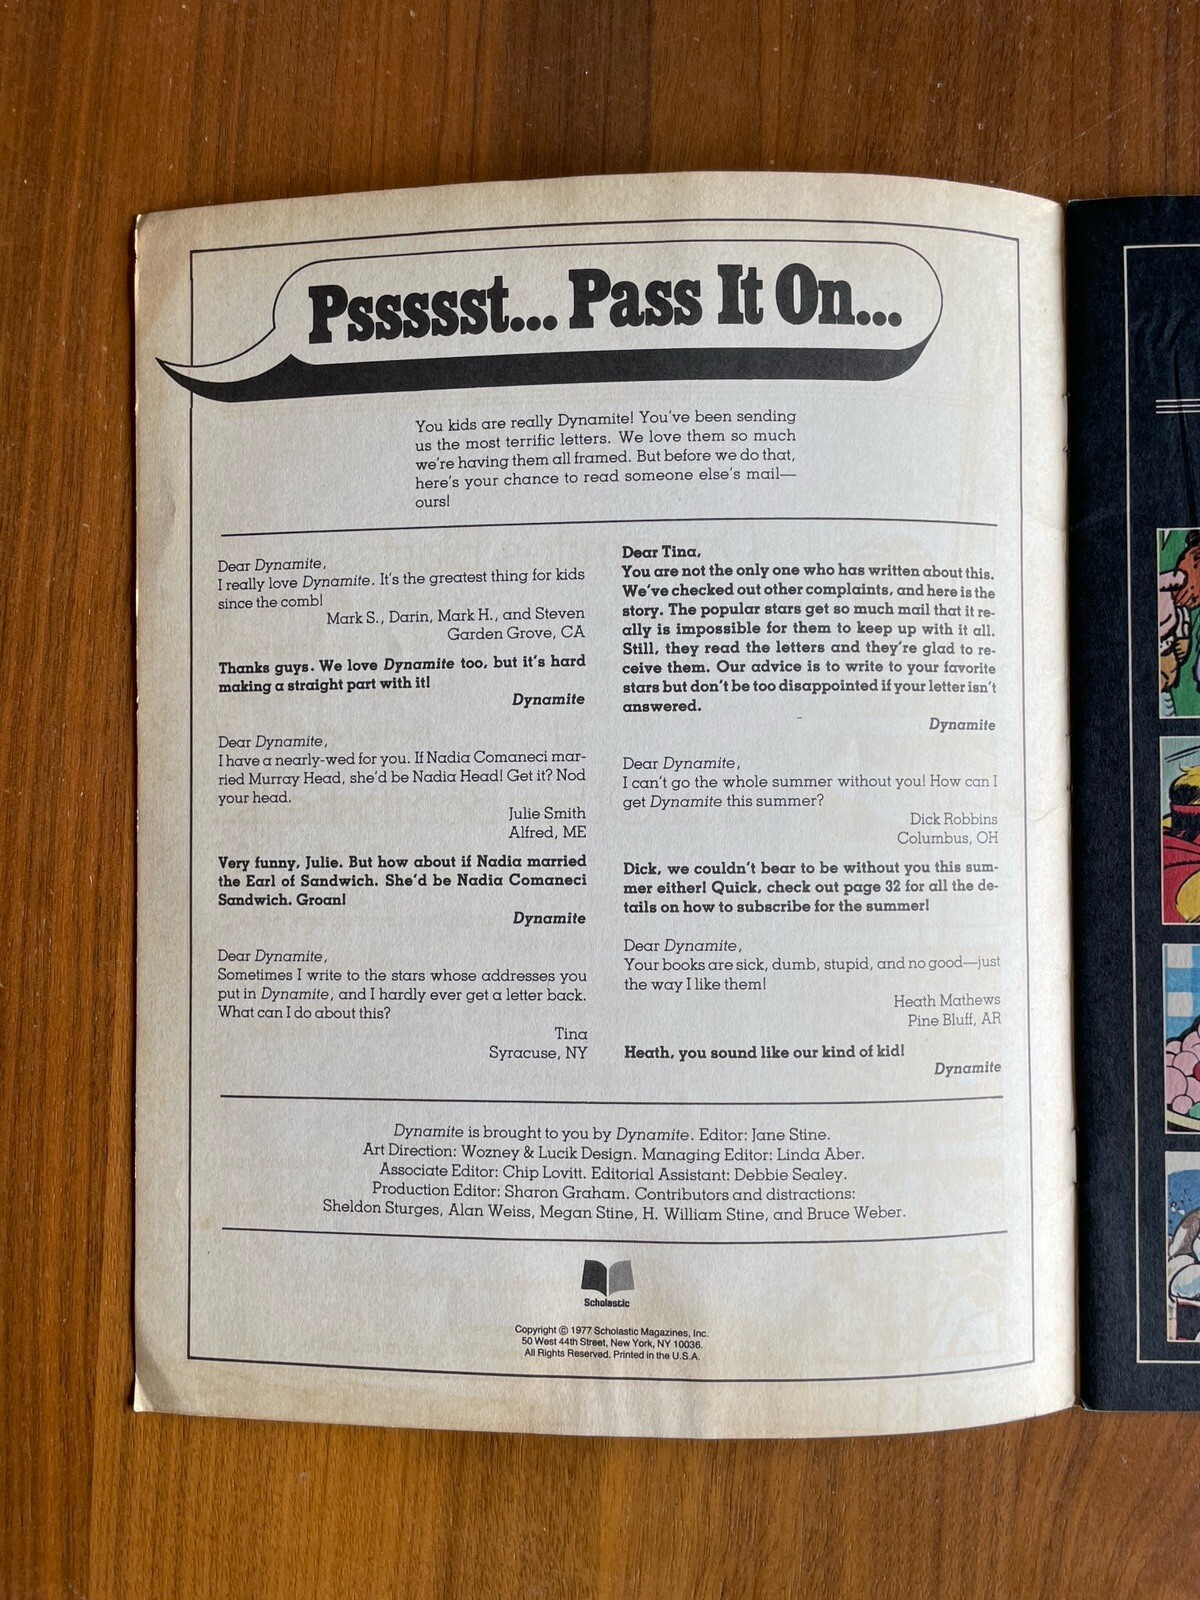 Pssssst... Pass It On...
You kids are really Dynamite! You've been sending
us the most terrific letters. We love them so much
we're having them all framed. But before we do that,
here's your chance to read someone else's mail—
ours!
Dear Dynamite,
I really love Dynamite. It's the greatest thing for kids
since the comb!
Mark S., Darin, Mark H., and Steven
Garden Grove, CA
Thanks guys. We love Dynamite too, but it's hard
making a straight part with it!
Dynamite
Dear Dynamite,
I have a nearly-wed for you. If Nadia Comaneci mar-
ried Murray Head, she'd be Nadia Head! Get it? Nod
your head.
Julie Smith
Alfred, ME
Very funny, Julie. But how about if Nadia married
the Earl of Sandwich. She'd be Nadia Comaneci
Sandwich. Groan!
Dynamite
Dear Dynamite,
Sometimes I write to the stars whose addresses you
put in Dynamite, and I hardly ever get a letter back.
What can I do about this?
Tina
Syracuse, NY
Dear Tina,
You are not the only one who has written about this.
We've checked out other complaints, and here is the
story. The popular stars get so much mail that it re-
ally is impossible for them to keep up with it all.
Still, they read the letters and they're glad to re-
ceive them. Our advice is to write to your favorite
stars but don't be too disappointed if your letter isn't
answered.
Dynamite
Dear Dynamite,
I can't go the whole summer without you! How can I
get Dynamite this summer?
Dick Robbins
Columbus, OH
Dick, we couldn't bear to be without you this sum-
mer either! Quick, check out page 32 for all the de-
tails on how to subscribe for the summer!
Dear Dynamite,
Your books are sick, dumb, stupid, and no good—just
the way I like them!
Heath Mathews
Pine Bluff, AR
Heath, you sound like our kind of kid!
Dynamite
Dynamite is brought to you by Dynamite. Editor: Jane Stine.
Art Direction: Wozney & Lucik Design. Managing Editor: Linda Aber.
Associate Editor: Chip Lovitt. Editorial Assistant: Debbie Sealey.
Production Editor: Sharon Graham. Contributors and distractions:
Sheldon Sturges, Alan Weiss, Megan Stine, H. William Stine, and Bruce Weber.
Scholastic
Copyright © 1977 Scholastic Magazines, Inc.
50 West 44th Street, New York, NY 10036.
All Rights Reserved. Printed in the U.S.A.